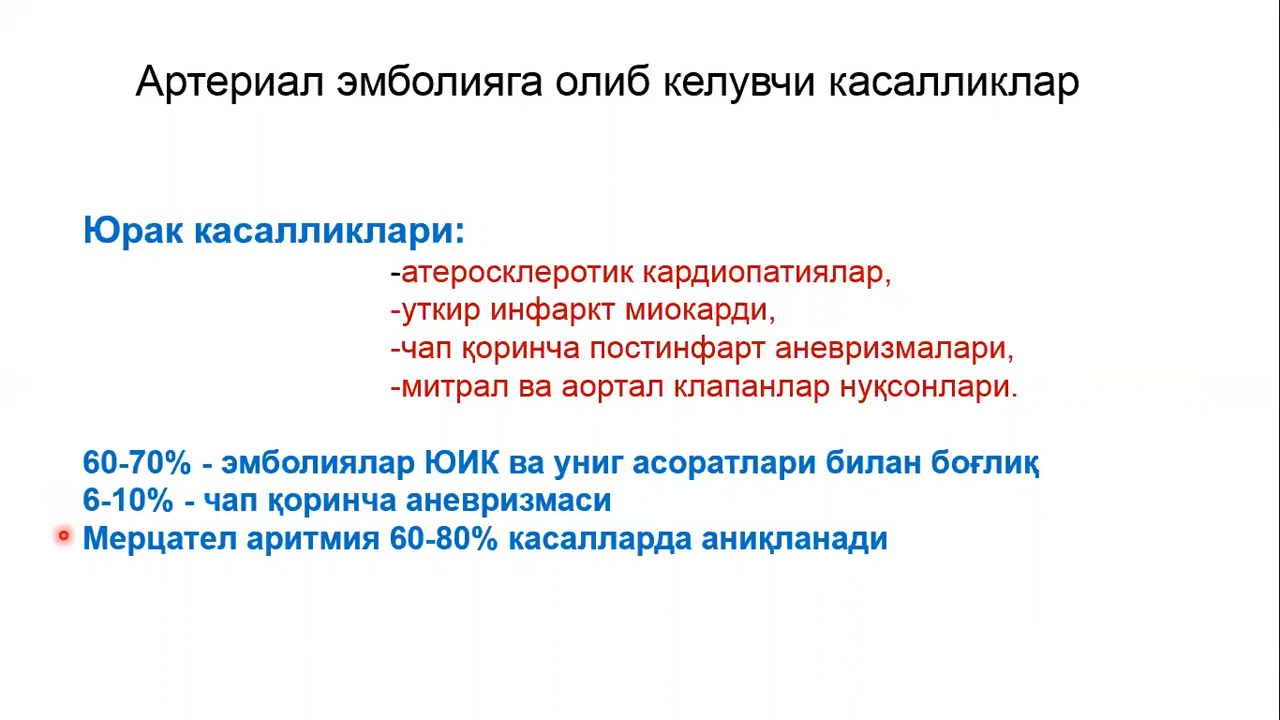 Артериал эмболияга олиб келувчи касалликлар
Юрак касалликлари:
-атеросклеротик кардиопатиялар,
-уткир инфаркт миокарди,
-чап қоринча постинфарт аневризмалари,
-митрал ва аортал клапанлар нуқсонлари.
60-70% - эмболиялар ЮИК ва униг асоратлари билан боғлиқ
6-10% - чап қоринча аневризмаси
Мерцател аритмия 60-80% касалларда аниқланади